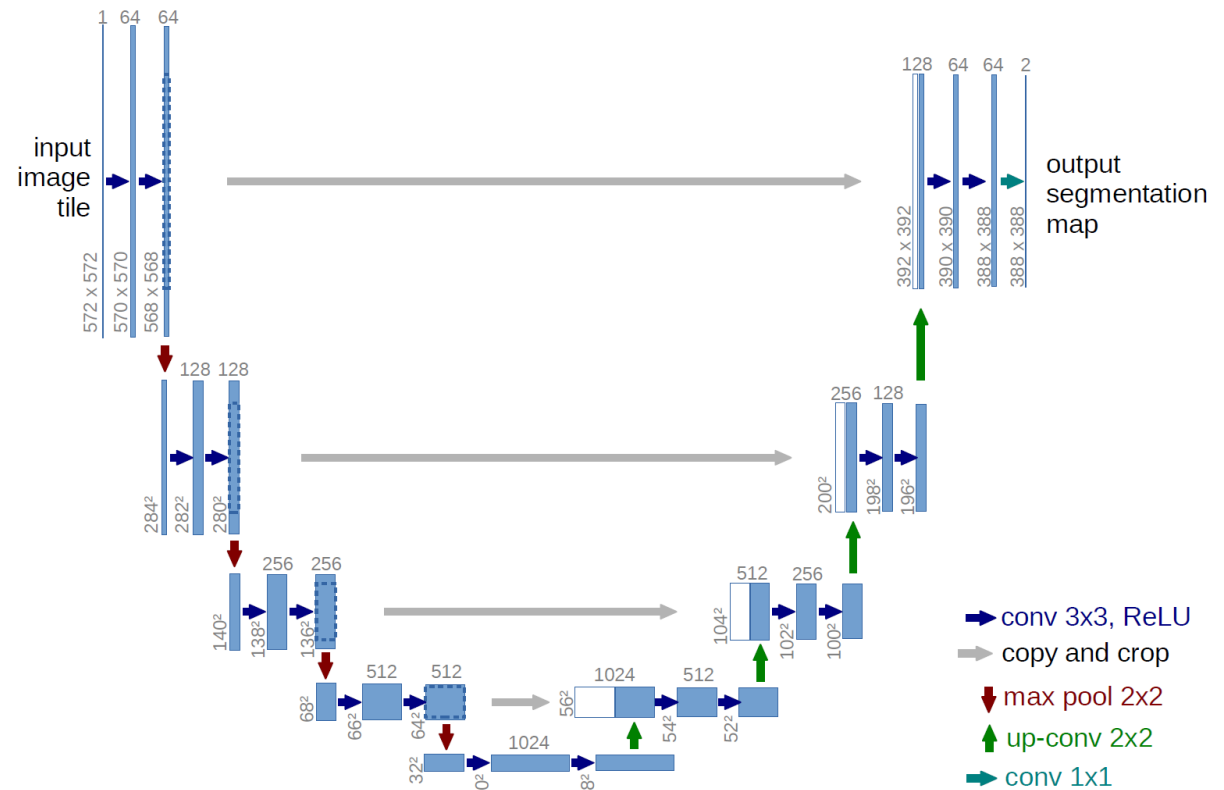 1 64 64
128 64 64 2
input
image
tile
output
segmentation
map
572 x 572
570 x 570
568 x 568
392 x 392
390 x 390
388 x 388
388 x 388
128 128
256 128
284²
282²
280²
200²
198²
196²
256 256
512 256
140²
138²
136²
104²
102²
100²
512 512
1024 512
68²
66²
64²
56²
54²
52²
1024
32²
0²
8²
conv 3x3, ReLU
copy and crop
max pool 2x2
up-conv 2x2
conv 1x1